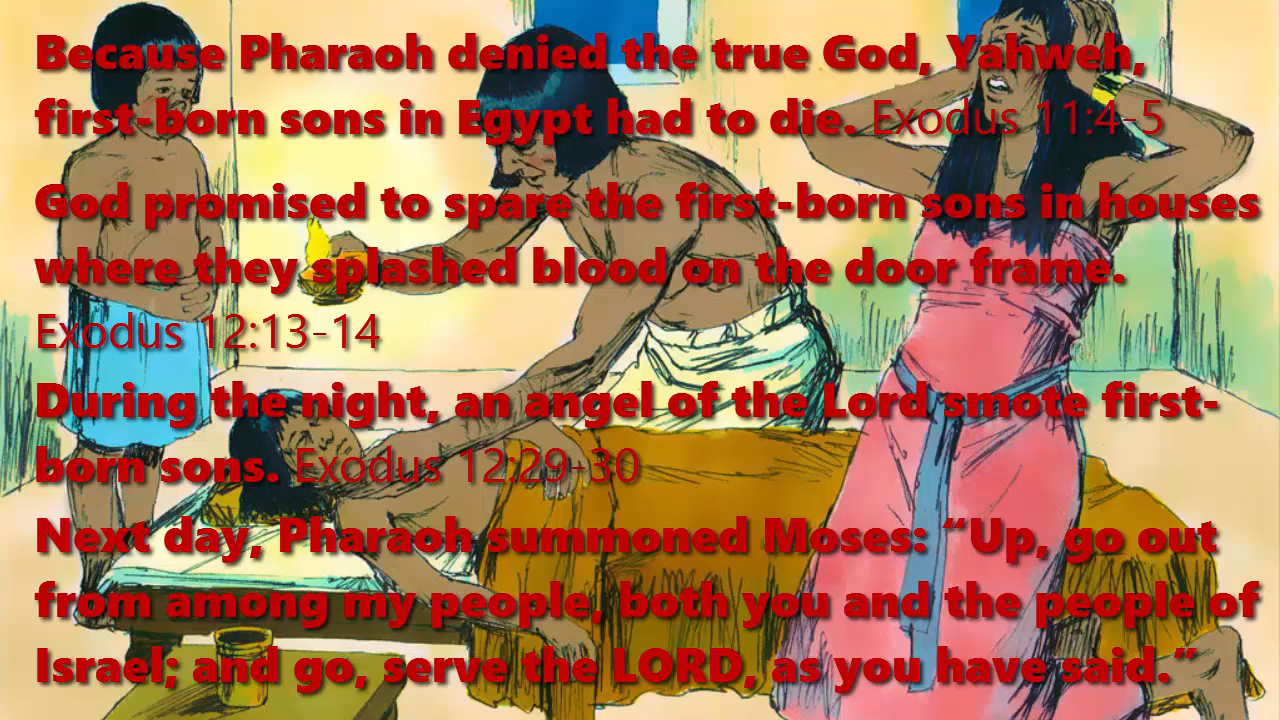 Because Pharaoh denied the true God, Yahweh,
first-born sons in Egypt had to die. Exodus 11:4-5
God promised to spare the first-born sons in houses
where they splashed blood on the door frame.
Exodus 12:13-14
During the night, an angel of the Lord smote first-
born sons. Exodus 12:29-30
Next day, Pharaoh summoned Moses: “Up, go out
from among my people, both you and the people of
Israel; and go, serve the LORD, as you have said.”